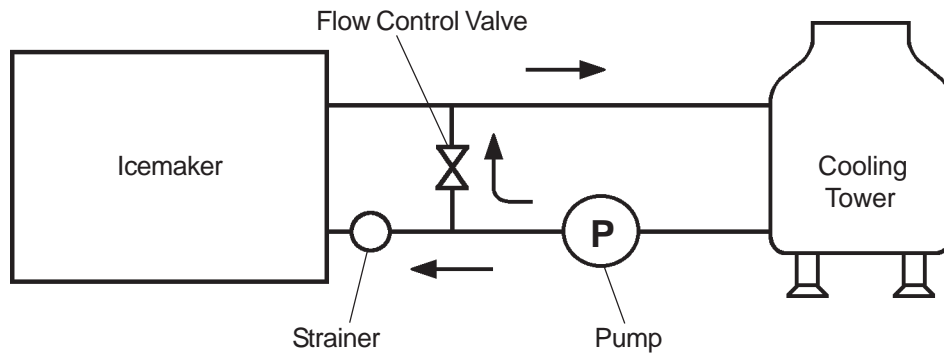 Flow Control Valve
Icemaker
Cooling
Tower
P
Strainer
Pump